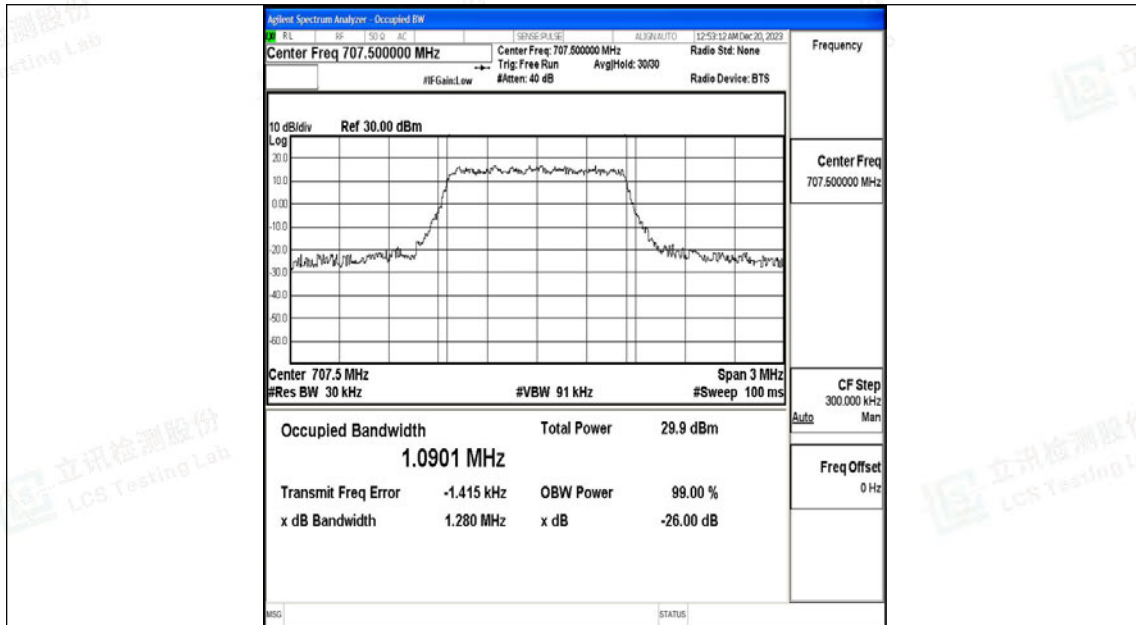 Agilent Spectrum Analyzer - Occupied BW
RL RF 50 Ω AC SENSE:PULSE ALIGNAUTO 12:53:12 AM Dec 20, 2023
Center Freq 707.500000 MHz
Center Freq: 707.500000 MHz
Radio Std: None
Trig: Free Run Avg|Hold: 30/30
#IFGain:Low
#Atten: 40 dB
Radio Device: BTS
10 dB/div Ref 30.00 dBm
Log
20.0
10.0
0.00
-10.0
-20.0
-30.0
-40.0
-50.0
-60.0
Center 707.5 MHz Span 3 MHz
#Res BW 30 kHz #VBW 91 kHz #Sweep 100 ms
Occupied Bandwidth Total Power 29.9 dBm
1.0901 MHz
Transmit Freq Error -1.415 kHz OBW Power 99.00 %
x dB Bandwidth 1.280 MHz x dB -26.00 dB
MSG STATUS
Frequency
Center Freq
707.500000 MHz
CF Step
300.000 kHz
Auto Man
Freq Offset
0 Hz
立讯检测股份
LCS Testing Lab
立讯检测股份
LCS Testing L
测股份
sting Lab
立